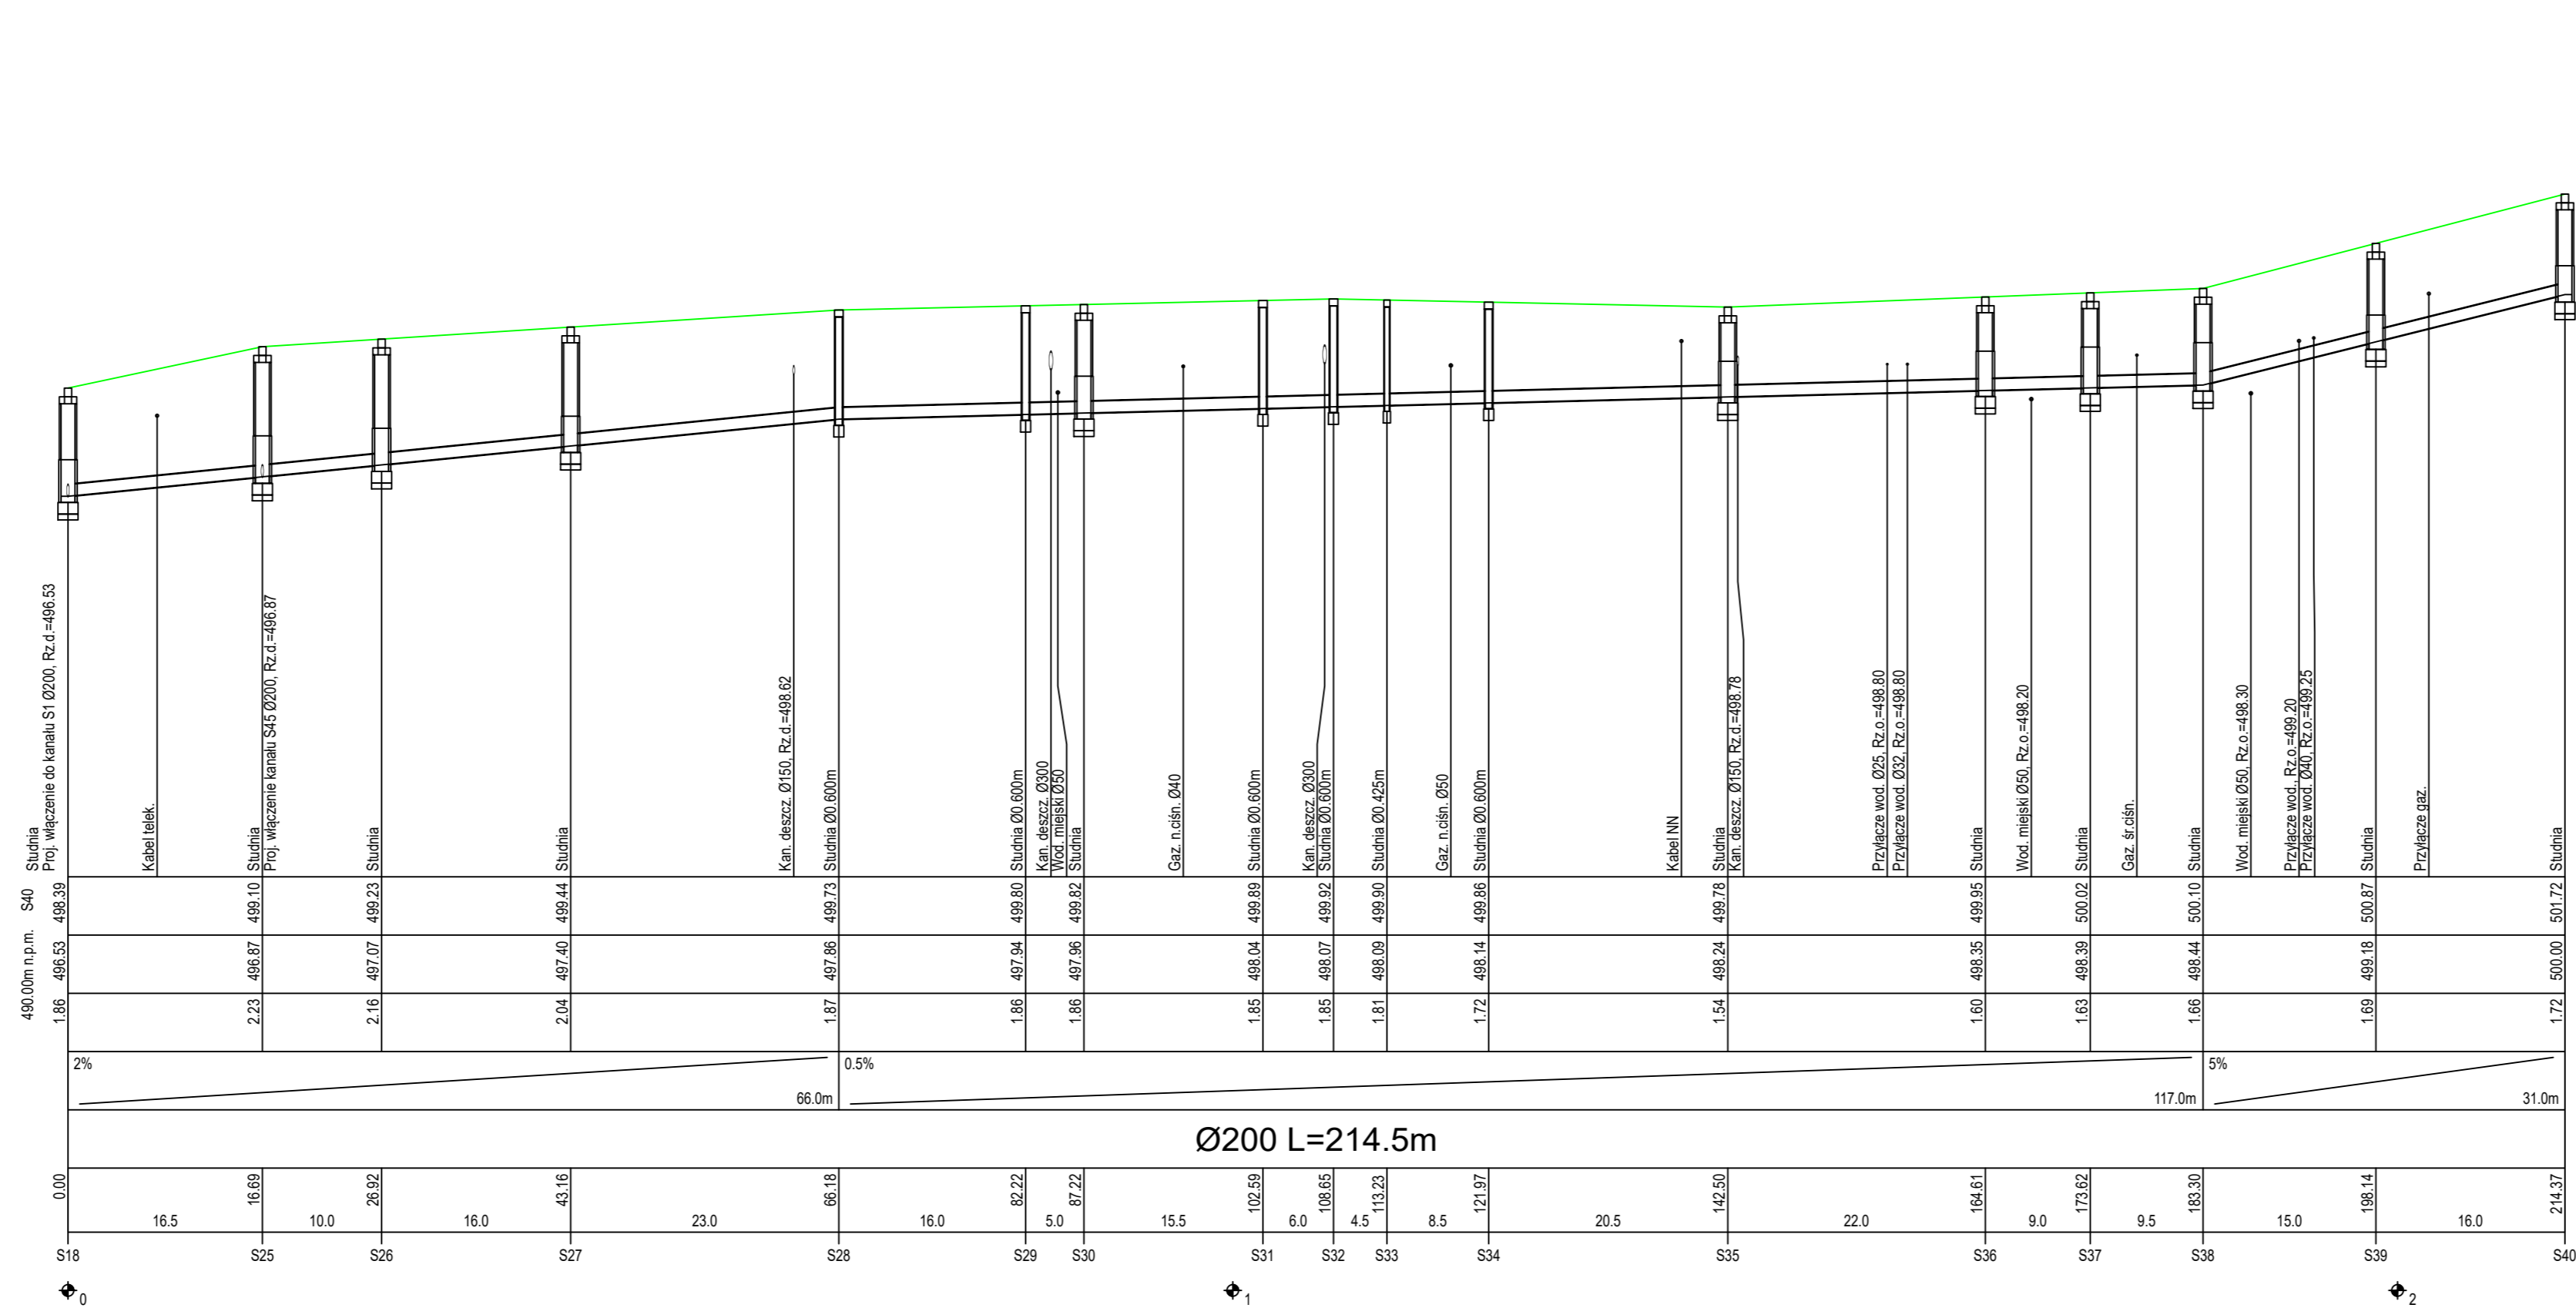 Studnia
Proj. włączenie do kanału S1 Ø200, Rz.d.=496.53
Kabel telek.
Studnia
Proj. włączenie kanału S45 Ø200, Rz.d.=496.87
Studnia
Studnia
Kan. deszcz. Ø150, Rz.d.=498.62
Studnia Ø0.600m
Studnia Ø0.600m
Kan. deszcz. Ø300
Wod. miejski Ø50
Studnia
Gaz. n.ciśn. Ø40
Studnia Ø0.600m
Kan. deszcz. Ø300
Studnia Ø0.600m
Studnia Ø0.425m
Gaz. n.ciśn. Ø50
Studnia Ø0.600m
Kabel NN
Studnia
Kan. deszcz. Ø150, Rz.d.=498.78
Przyłącze wod. Ø25, Rz.o.=498.80
Przyłącze wod. Ø32, Rz.o.=498.80
Studnia
Wod. miejski Ø50, Rz.o.=498.20
Studnia
Gaz. śr.ciśn.
Studnia
Wod. miejski Ø50, Rz.o.=498.30
Przyłącze wod., Rz.o.=499.20
Przyłącze wod. Ø40, Rz.o.=499.25
Studnia
Przyłącze gaz.
Studnia
490.00m n.p.m. S40
498.39 499.10 499.23 499.44 499.73 499.80 499.82 499.89 499.92 499.90 499.86 499.78 499.95 500.02 500.10 500.87 501.72
496.53 496.87 497.07 497.40 497.86 497.94 497.96 498.04 498.07 498.09 498.14 498.24 498.35 498.39 498.44 499.18 500.00
1.86 2.23 2.16 2.04 1.87 1.86 1.86 1.85 1.85 1.81 1.72 1.54 1.60 1.63 1.66 1.69 1.72
2% 0.5% 5%
66.0m 117.0m 31.0m
Ø200 L=214.5m
0.00 16.69 26.92 43.16 66.18 82.22 87.22 102.59 108.65 113.23 121.97 142.50 164.61 173.62 183.30 198.14 214.37
16.5 10.0 16.0 23.0 16.0 5.0 15.5 6.0 4.5 8.5 20.5 22.0 9.0 9.5 15.0 16.0
S18 S25 S26 S27 S28 S29 S30 S31 S32 S33 S34 S35 S36 S37 S38 S39 S40
0 1 2